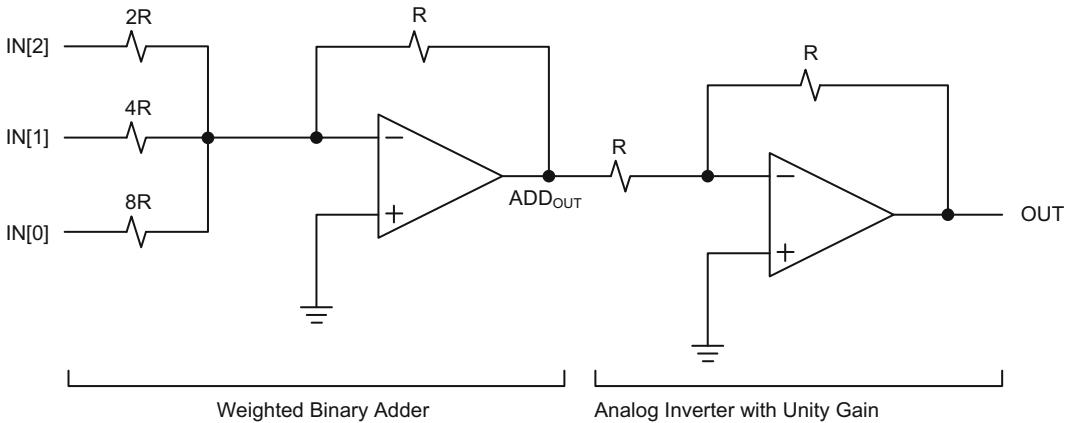 2R
R
IN[2]
R
4R
R
IN[1]
−
−
ADDOUT
8R
+
OUT
IN[0]
+
Weighted Binary Adder
Analog Inverter with Unity Gain